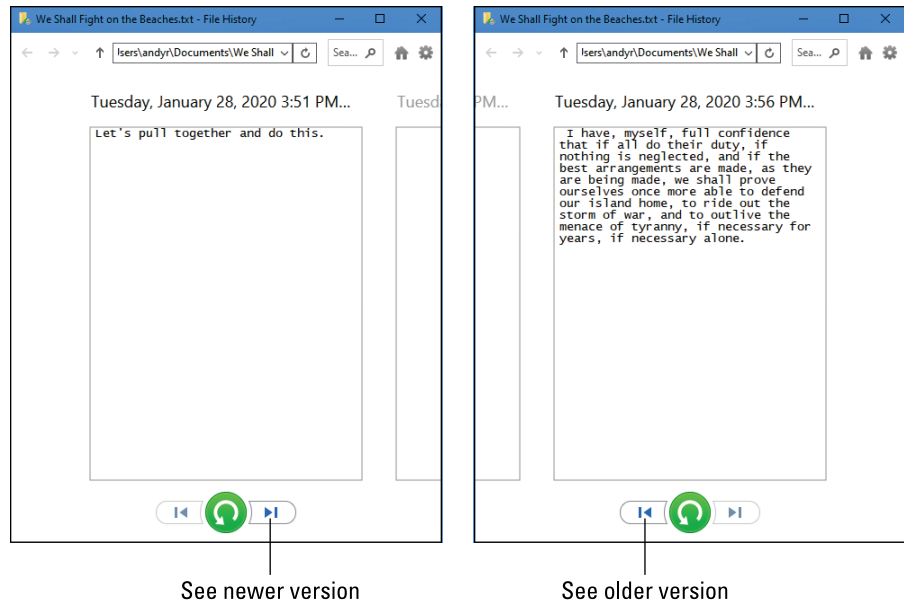 We Shall Fight on the Beaches.txt - File History
lsers\andyr\Documents\We Shall
Sea...
Tuesday, January 28, 2020 3:51 PM...
Tuesd
Let's pull together and do this.
See newer version
We Shall Fight on the Beaches.txt - File History
lsers\andyr\Documents\We Shall
Sea...
PM...
Tuesday, January 28, 2020 3:56 PM...
I have, myself, full confidence
that if all do their duty, if
nothing is neglected, and if the
best arrangements are made, as they
are being made, we shall prove
ourselves once more able to defend
our island home, to ride out the
storm of war, and to outlive the
menace of tyranny, if necessary for
years, if necessary alone.
See older version